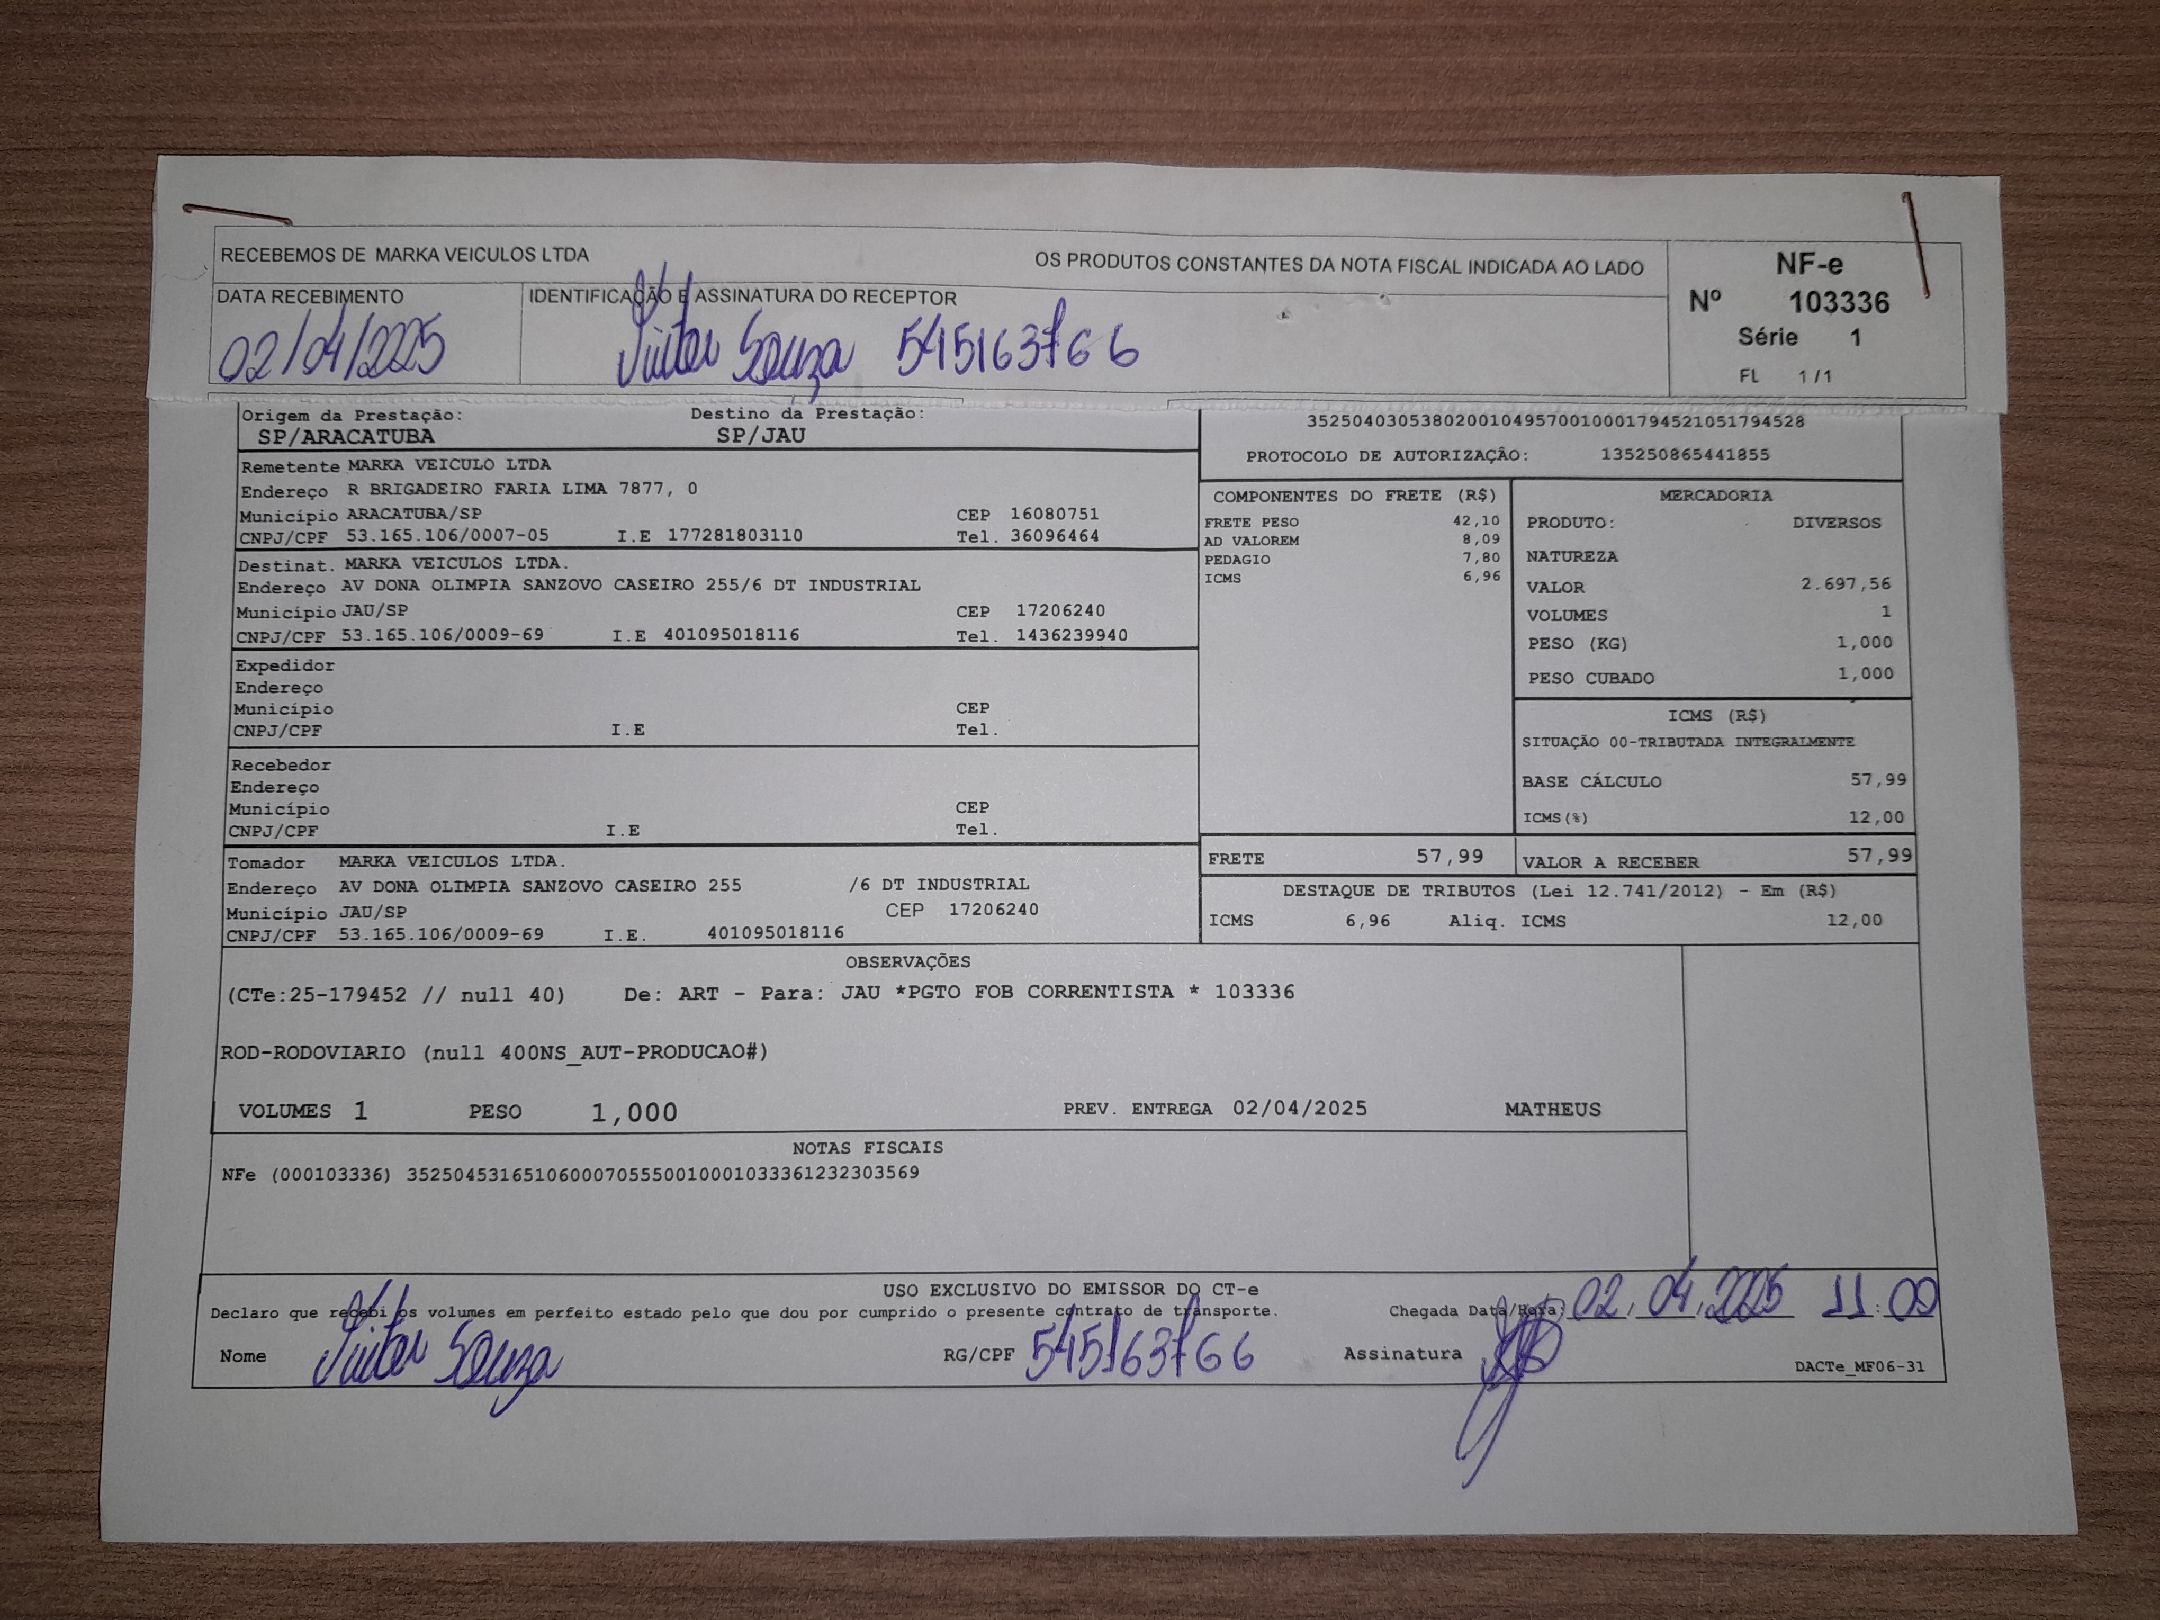 RECEBEMOS DE MARKA VEICULOS LTDA OS PRODUTOS CONSTANTES DA NOTA FISCAL INDICADA AO LADO
DATA RECEBIMENTO IDENTIFICAÇÃO E ASSINATURA DO RECEPTOR
02/04/2025 Vitor Souza 545163766
NF-e
Nº 103336
Série 1
FL 1/1
Origem da Prestação: Destino da Prestação:
SP/ARACATUBA SP/JAU
35250403053802001049570010001794521051794528
PROTOCOLO DE AUTORIZAÇÃO: 135250865441855
Remetente MARKA VEICULO LTDA
Endereço R BRIGADEIRO FARIA LIMA 7877, 0
Município ARACATUBA/SP CEP 16080751
CNPJ/CPF 53.165.106/0007-05 I.E 177281803110 Tel. 36096464
Destinat. MARKA VEICULOS LTDA.
Endereço AV DONA OLIMPIA SANZOVO CASEIRO 255/6 DT INDUSTRIAL
Município JAU/SP CEP 17206240
CNPJ/CPF 53.165.106/0009-69 I.E 401095018116 Tel. 1436239940
Expedidor
Endereço
Município CEP
CNPJ/CPF I.E Tel.
Recebedor
Endereço
Município CEP
CNPJ/CPF I.E Tel.
Tomador MARKA VEICULOS LTDA.
Endereço AV DONA OLIMPIA SANZOVO CASEIRO 255 /6 DT INDUSTRIAL
Município JAU/SP CEP 17206240
CNPJ/CPF 53.165.106/0009-69 I.E. 401095018116
COMPONENTES DO FRETE (R$)
FRETE PESO 42,10
AD VALOREM 8,09
PEDAGIO 7,80
ICMS 6,96
MERCADORIA
PRODUTO: DIVERSOS
NATUREZA
VALOR 2.697,56
VOLUMES 1
PESO (KG) 1,000
PESO CUBADO 1,000
ICMS (R$)
SITUAÇÃO 00-TRIBUTADA INTEGRALMENTE
BASE CÁLCULO 57,99
ICMS(%) 12,00
FRETE 57,99 VALOR A RECEBER 57,99
DESTAQUE DE TRIBUTOS (Lei 12.741/2012) - Em (R$)
ICMS 6,96 Aliq. ICMS 12,00
OBSERVAÇÕES
(CTe:25-179452 // null 40) De: ART - Para: JAU *PGTO FOB CORRENTISTA * 103336
ROD-RODOVIARIO (null 400NS_AUT-PRODUCAO#)
VOLUMES 1 PESO 1,000 PREV. ENTREGA 02/04/2025 MATHEUS
NOTAS FISCAIS
NFe (000103336) 35250453165106000705550010001033361232303569
USO EXCLUSIVO DO EMISSOR DO CT-e
Declaro que recebi os volumes em perfeito estado pelo que dou por cumprido o presente contrato de transporte. Chegada Data/Hora: 02.04.2025 11:00
Nome Vitor Souza RG/CPF 545163766 Assinatura
DACTe_MF06-31